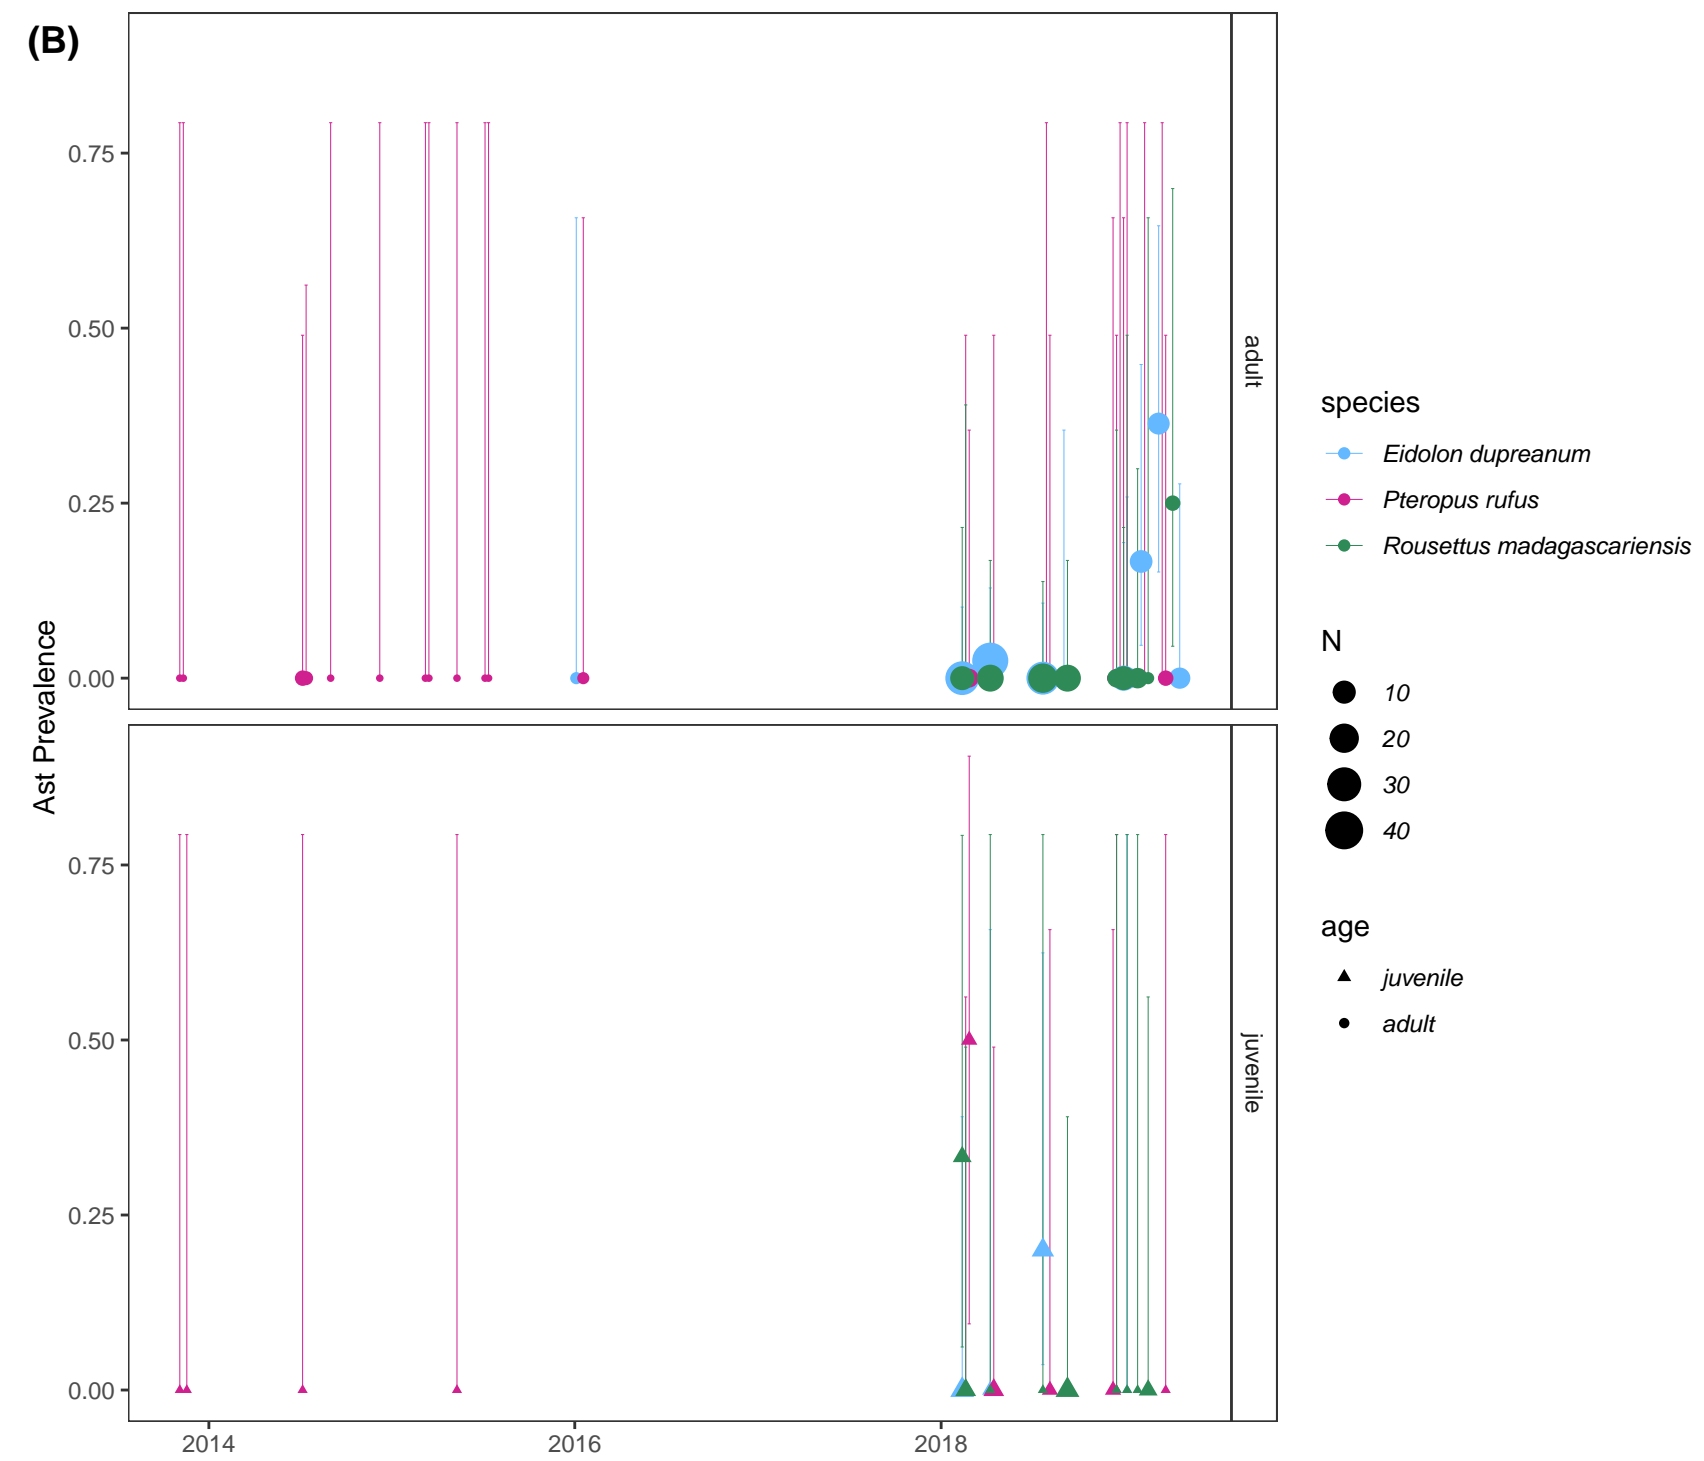 (B)
Ast Prevalence
0.75
0.50
0.25
0.00
adult
0.75
0.50
0.25
0.00
juvenile
2014
2016
2018
species
Eidolon dupreanum
Pteropus rufus
Rousettus madagascariensis
N
10
20
30
40
age
juvenile
adult